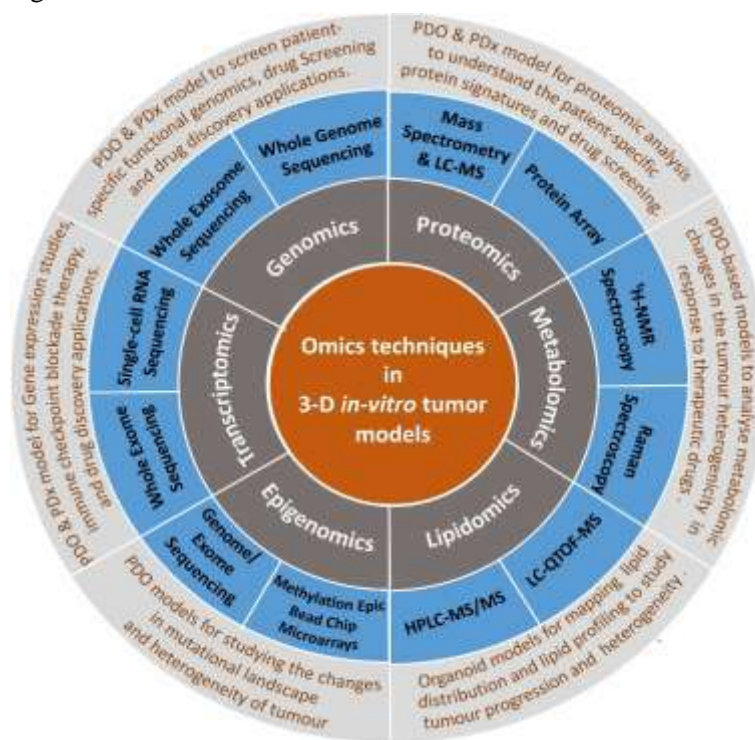 Omics techniques
in
3-D in-vitro tumor
models
Genomics
Proteomics
Metabolomics
Lipidomics
Epigenomics
Transcriptomics
Whole Genome
Sequencing
Mass
Spectrometry
& LC-MS
Protein Array
¹H-NMR
Spectroscopy
Raman
Spectroscopy
LC-QTOF-MS
HPLC-MS/MS
Methylation Epic
Bead Chip
Microarrays
Genome/
Exome
Sequencing
Whole Exome
Sequencing
Single-cell RNA
Sequencing
Whole Exosome
Sequencing
PDO & PDx model to screen patient-
specific functional genomics, drug Screening
and drug discovery applications.
PDO & PDx model for proteomic analysis
to understand the patient-specific
protein signatures and drug screening.
PDO-based models to analyze metabolomic
changes in the tumour heterogenicity in
response to therapeutic drugs .
Organoid models for mapping lipid
distribution and lipid profiling to study
tumour progression and heterogeneity .
PDO models for studying the changes
in mutational landscape
and heterogeneity of tumour
PDO & PDx model for Gene expression studies,
immune checkpoint blockade therapy,
and drug discovery applications.